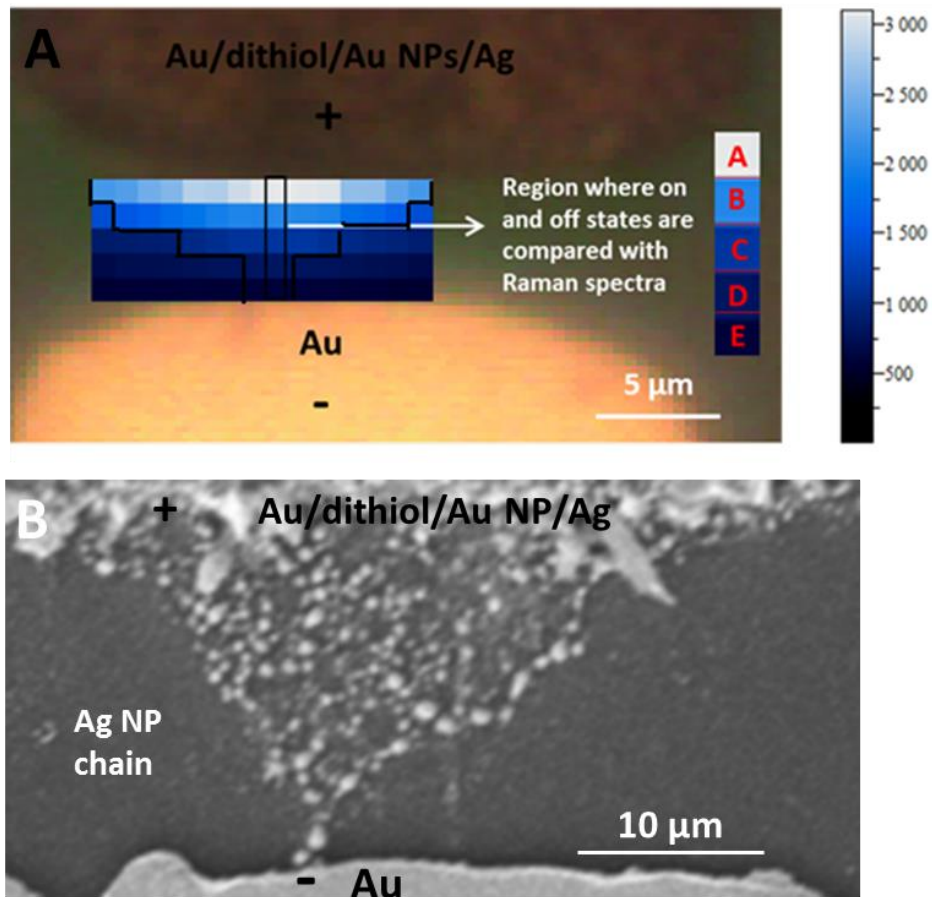 A
Au/dithiol/Au NPs/Ag
+
Region where on
and off states are
compared with
Raman spectra
A
B
C
D
E
Au
-
5 μm
3 000
2 500
2 000
1 500
1 000
500
B
+
Au/dithiol/Au NP/Ag
Ag NP
chain
10 μm
-
Au